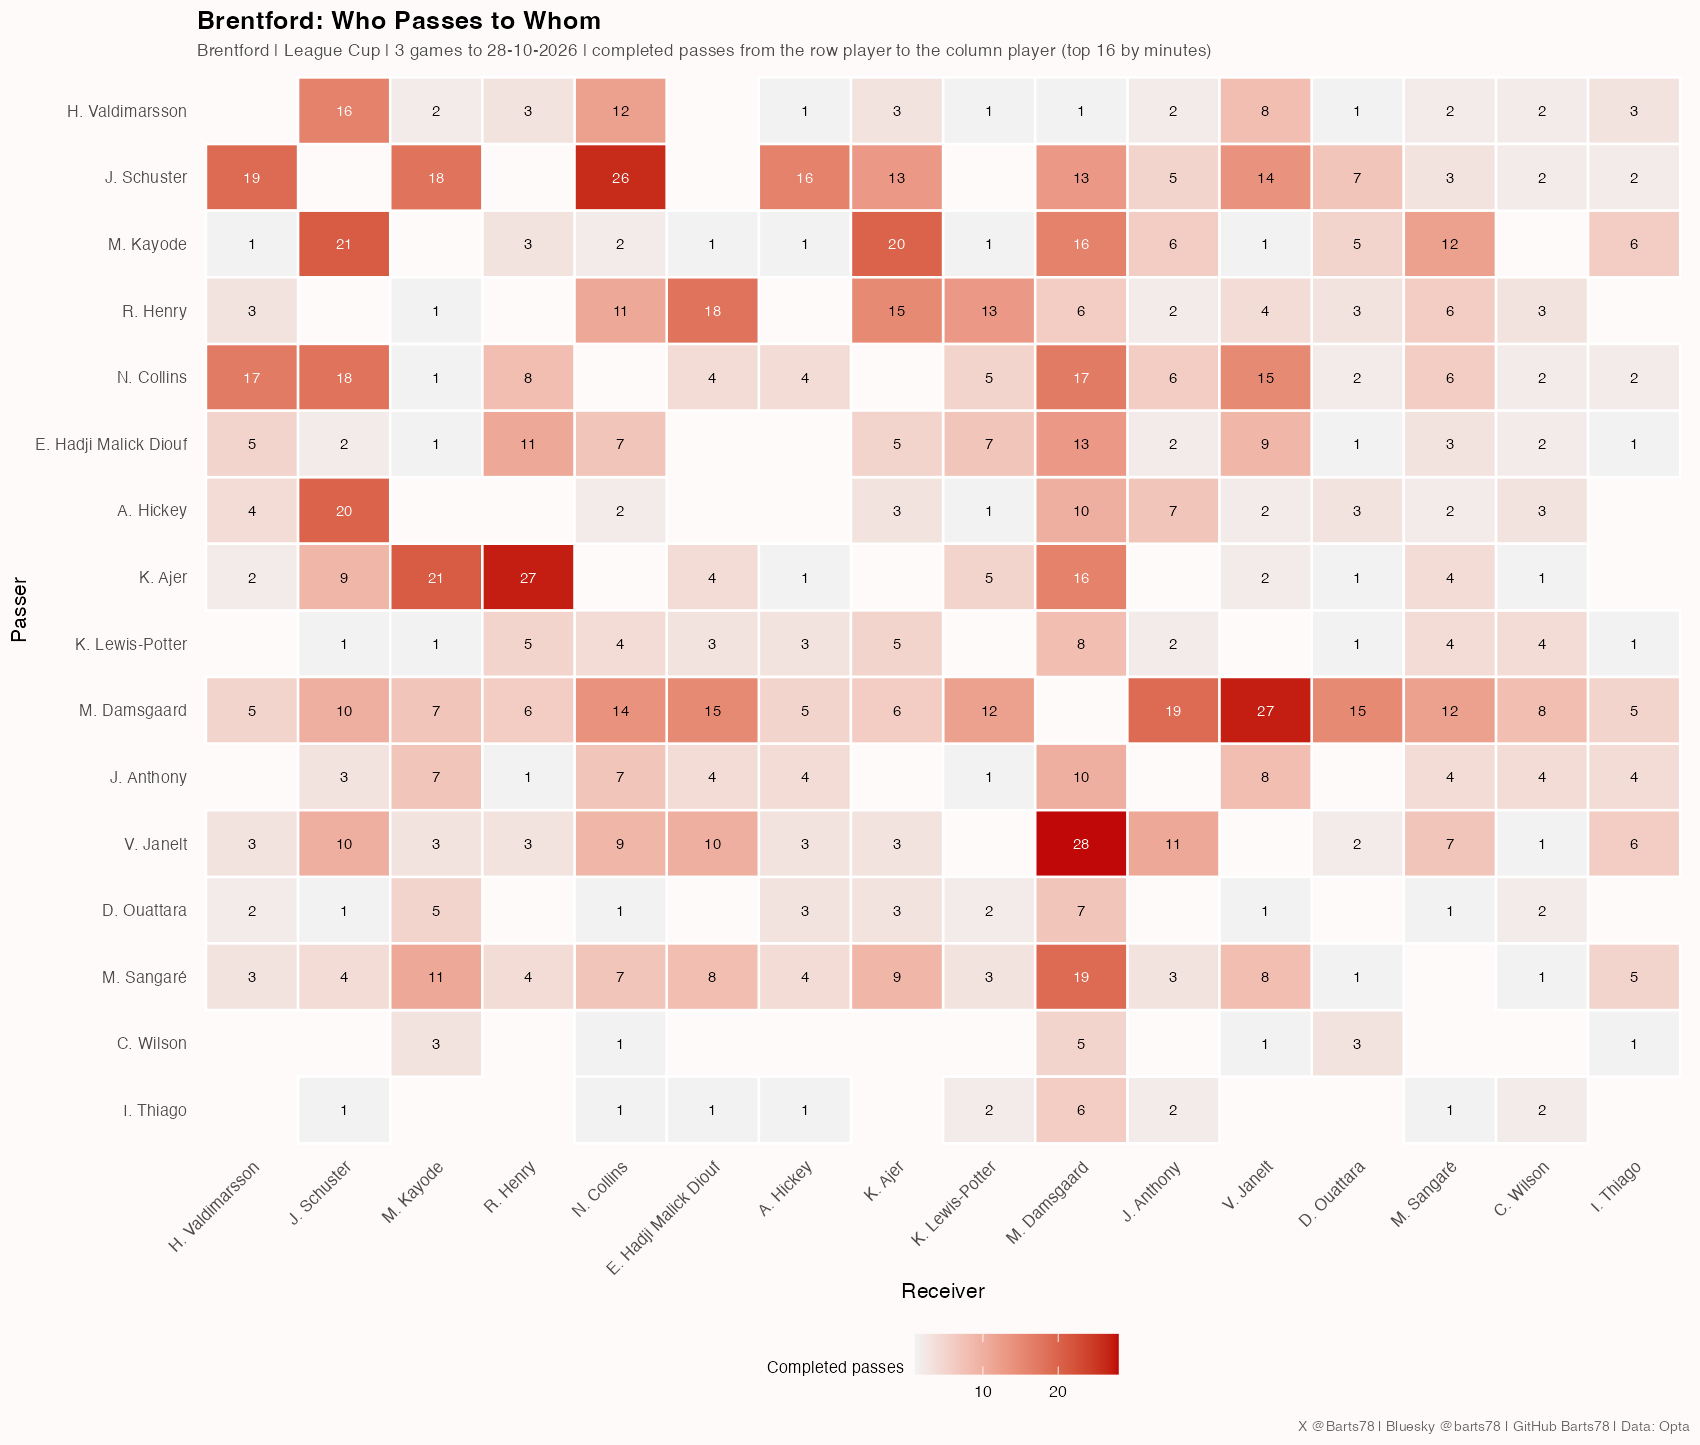 Brentford: Who Passes to Whom
Brentford | League Cup | 3 games to 28-10-2026 | completed passes from the row player to the column player (top 16 by minutes)
H. Valdimarsson 16 2 3 12 1 3 1 1 2 8 1 2 2 3
J. Schuster 19 18 26 16 13 13 5 14 7 3 2 2
M. Kayode 1 21 3 2 1 1 20 1 16 6 1 5 12 6
R. Henry 3 1 11 18 15 13 6 2 4 3 6 3
N. Collins 17 18 1 8 4 4 5 17 6 15 2 6 2 2
E. Hadji Malick Diouf 5 2 1 11 7 5 7 13 2 9 1 3 2 1
A. Hickey 4 20 2 3 1 10 7 2 3 2 3
K. Ajer 2 9 21 27 4 1 5 16 2 1 4 1
K. Lewis-Potter 1 1 5 4 3 3 5 8 2 1 4 4 1
M. Damsgaard 5 10 7 6 14 15 5 6 12 19 27 15 12 8 5
J. Anthony 3 7 1 7 4 4 1 10 8 4 4 4
V. Janelt 3 10 3 3 9 10 3 3 28 11 2 7 1 6
D. Ouattara 2 1 5 1 3 3 2 7 1 1 2
M. Sangaré 3 4 11 4 7 8 4 9 3 19 3 8 1 1 5
C. Wilson 3 1 5 1 3 1
I. Thiago 1 1 1 1 2 6 2 1 2
Passer
H. Valdimarsson
J. Schuster
M. Kayode
R. Henry
N. Collins
E. Hadji Malick Diouf
A. Hickey
K. Ajer
K. Lewis-Potter
M. Damsgaard
J. Anthony
V. Janelt
D. Ouattara
M. Sangaré
C. Wilson
I. Thiago
Receiver
Completed passes
10 20
X @Barts78 | Bluesky @barts78 | GitHub Barts78 | Data: Opta